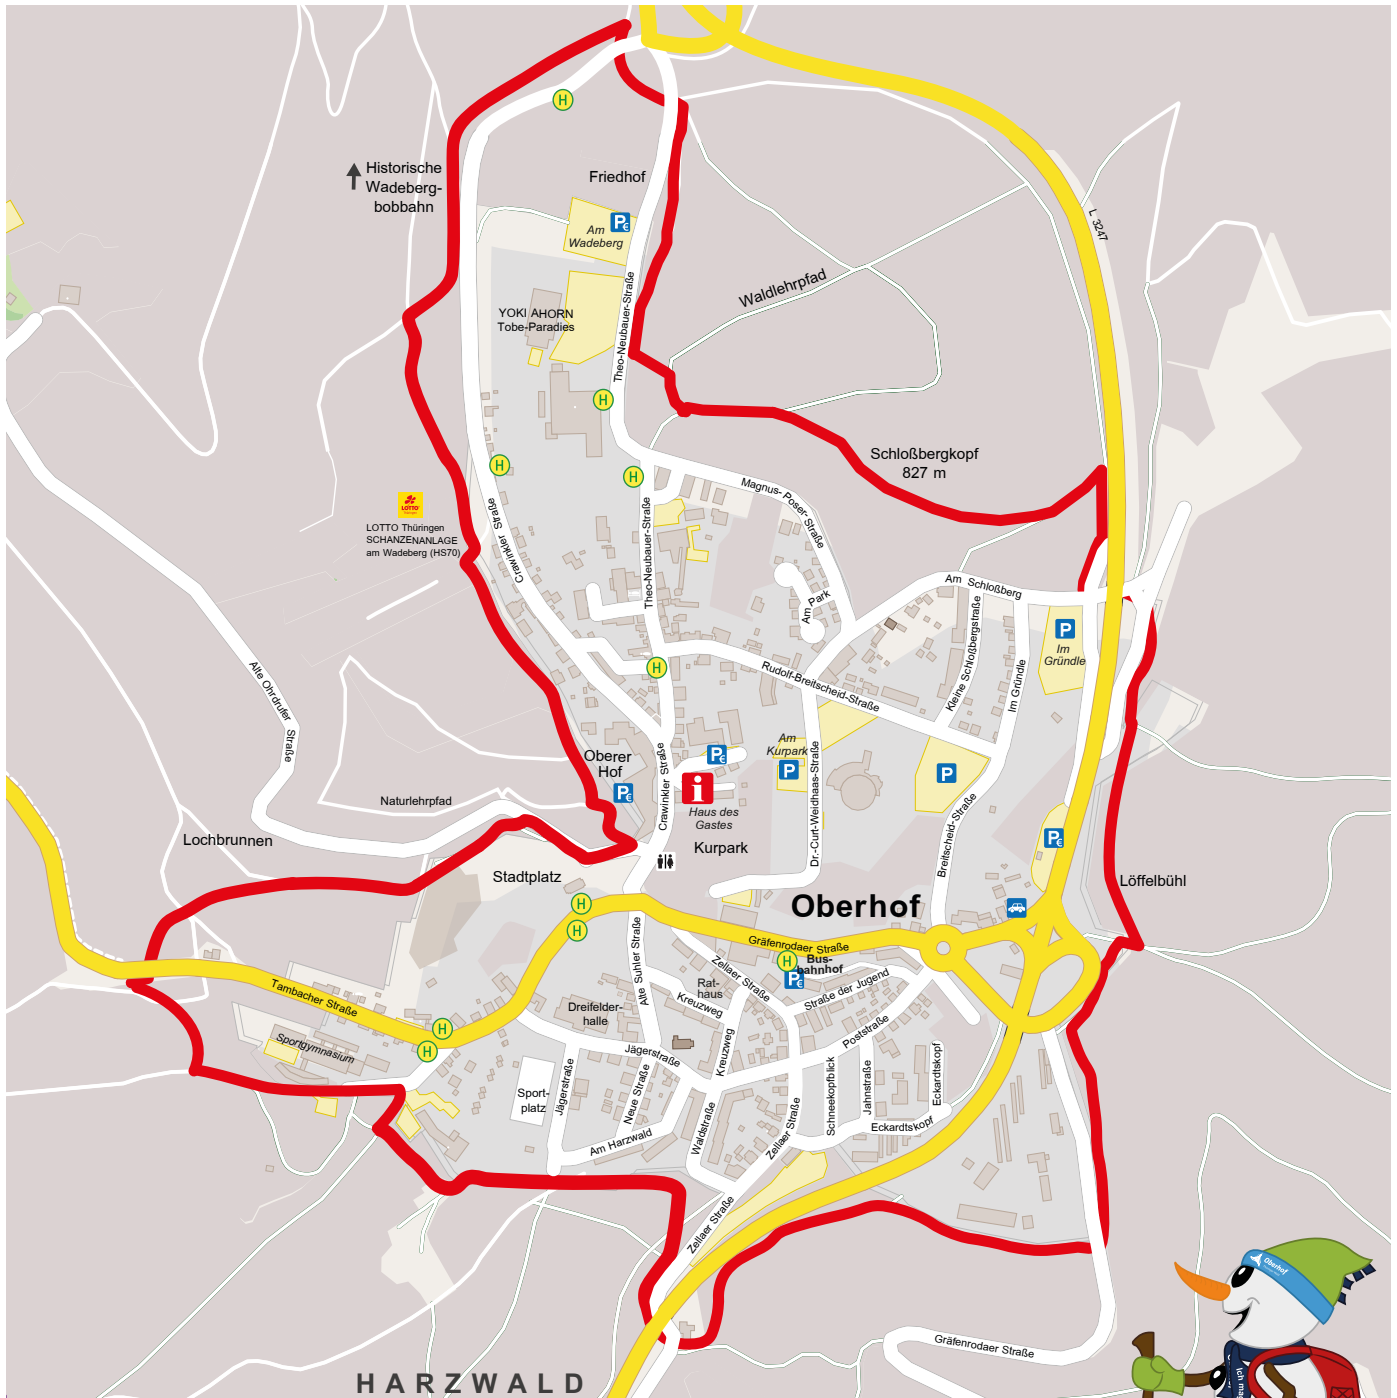 Historische
Wadeberg-
bobbahn
Friedhof
P€
Am
Wadeberg
L 3247
Waldlehrpfad
YOKI AHORN
Tobe-Paradies
Theo-Neubauer-Straße
H
H
H
H
Schloßbergkopf
827 m
Magnus-Poser-Straße
LOTTO
LOTTO Thüringen
SCHANZENANLAGE
am Wadeberg (HS70)
Crawinkler Straße
Theo-Neubauer-Straße
Am Schloßberg
Am Park
P
Im
Gründle
Kleine Schloßbergstraße
Im Gründle
H
Rudolf-Breitscheid-Straße
Alte Ohrdrufer Straße
Oberer
Hof
P€
P€
Crawinkler Straße
i
Haus des
Gastes
Am
Kurpark
P
P
Dr.-Curt-Weidhaas-Straße
Breitscheid-Straße
P€
Naturlehrpfad
Lochbrunnen
Kurpark
Stadtplatz
Löffelbühl
Oberhof
H
H
Gräfenrodaer Straße
H
Bus-
bahnhof
P€
Alte Suhler Straße
Zellaer Straße
Rat-
haus
Kreuzweg
Straße der Jugend
Tambacher Straße
Dreifelder-
halle
Poststraße
H
H
Sportgymnasium
Jägerstraße
Kreuzweg
Sport-
platz
Jägerstraße
Neue Straße
Schneekopfblick
Jahnstraße
Eckardtskopf
Eckardtskopf
Am Harzwald
Waldstraße
Zellaer Straße
Zellaer Straße
Oberhof
Gräfenrodaer Straße
HARZWALD
Ich ma